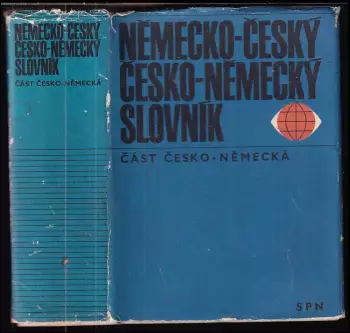 NĚMECKO-ČESKÝ
ČESKO-NĚMECKÝ
SLOVNÍK
ČÁST ČESKO-NĚMECKÁ
NĚMECKO-ČESKÝ
ČESKO-NĚMECKÝ
SLOVNÍK
ČÁST ČESKO-NĚMECKÁ
SPN